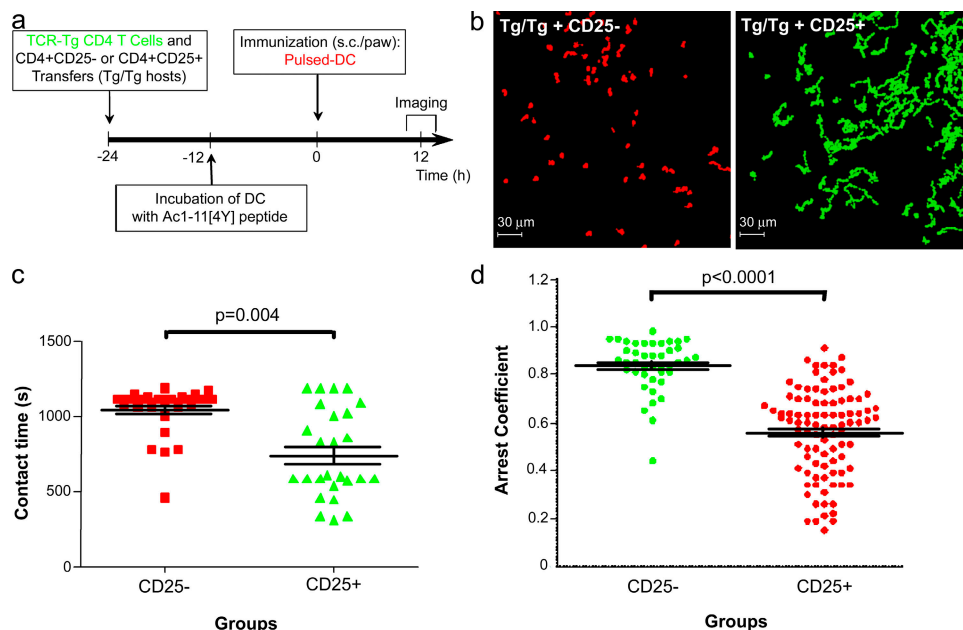 a
TCR-Tg CD4 T Cells and
CD4+CD25- or CD4+CD25+
Transfers (Tg/Tg hosts)
Immunization (s.c./paw):
Pulsed-DC
Imaging
-24
-12
0
12
Time (h)
Incubation of DC
with Ac1-11[4Y] peptide
b
Tg/Tg + CD25-
30 μm
Tg/Tg + CD25+
30 μm
c
p=0.004
Contact time (s)
1500
1000
500
0
CD25-
CD25+
Groups
d
p<0.0001
Arrest Coefficient
1.2
1.0
0.8
0.6
0.4
0.2
0
CD25-
CD25+
Groups